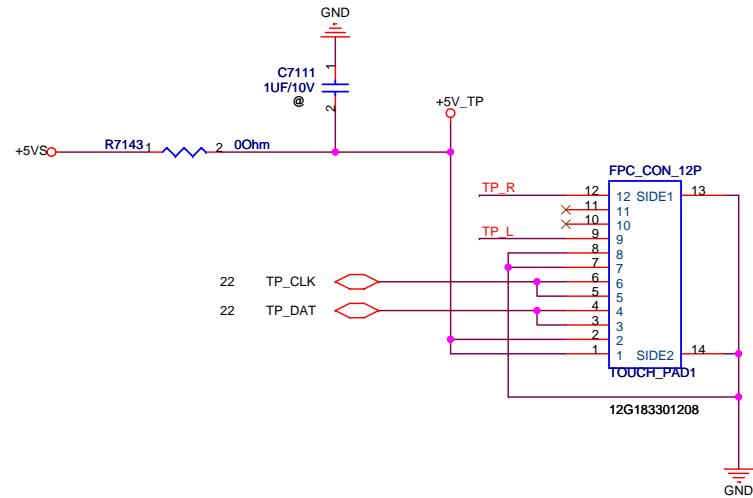 GND
1
C7111
1UF/10V
@
2
+5V_TP
+5VS
R7143 1
2 0Ohm
FPC_CON_12P
TP_R 12 12 SIDE1 13
11 11
10 10
TP_L 9 9
8 8
7 7
22 TP_CLK 6 6
5 5
22 TP_DAT 4 4
3 3
2 2
1 1 SIDE2 14
TOUCH_PAD1
12G183301208
GND